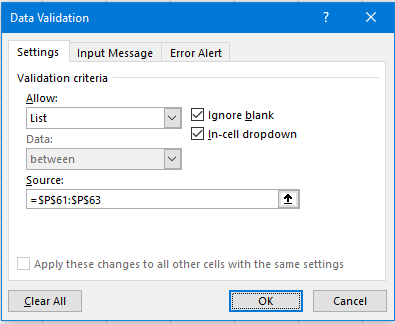 Data Validation ? ×
Settings Input Message Error Alert
Validation criteria
Allow:
List
Ignore blank
Data:
In-cell dropdown
between
Source:
=$P$61:$P$63
Apply these changes to all other cells with the same settings
Clear All OK Cancel